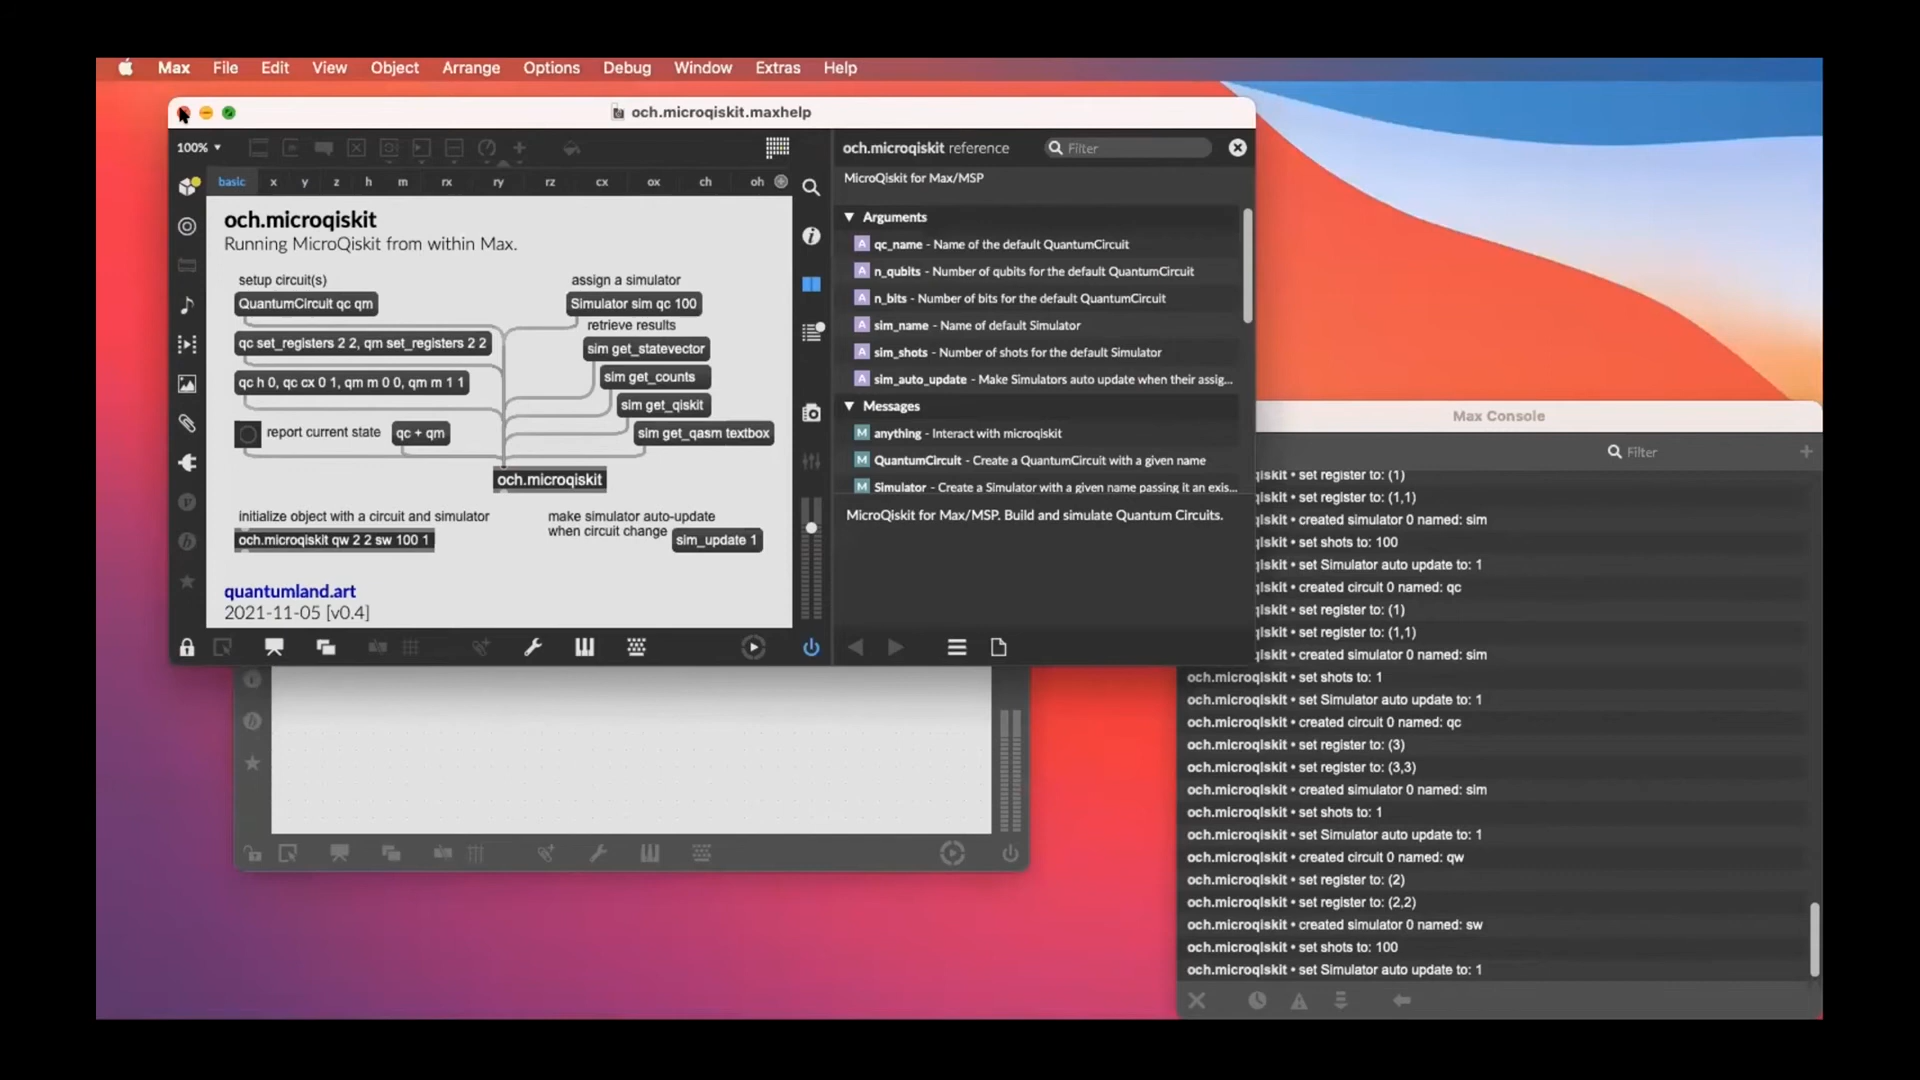 Max File Edit View Object Arrange Options Debug Window Extras Help
och.microqiskit.maxhelp
100%
basic x y z h m rx ry rz cx ox ch oh
och.microqiskit
Running MicroQiskit from within Max.
setup circuit(s)
QuantumCircuit qc qm
qc set_registers 2 2, qm set_registers 2 2
qc h 0, qc cx 0 1, qm m 0 0, qm m 1 1
report current state
qc + qm
assign a simulator
Simulator sim qc 100
retrieve results
sim get_statevector
sim get_counts
sim get_qiskit
sim get_qasm textbox
och.microqiskit
initialize object with a circuit and simulator
och.microqiskit qw 2 2 sw 100 1
make simulator auto-update
when circuit change
sim_update 1
quantumland.art
2021-11-05 [v0.4]
och.microqiskit reference
Filter
MicroQiskit for Max/MSP
Arguments
A qc_name - Name of the default QuantumCircuit
A n_qubits - Number of qubits for the default QuantumCircuit
A n_bits - Number of bits for the default QuantumCircuit
A sim_name - Name of default Simulator
A sim_shots - Number of shots for the default Simulator
A sim_auto_update - Make Simulators auto update when their assig...
Messages
M anything - Interact with microqiskit
M QuantumCircuit - Create a QuantumCircuit with a given name
M Simulator - Create a Simulator with a given name passing it an exis...
MicroQiskit for Max/MSP. Build and simulate Quantum Circuits.
Max Console
Filter
qiskit • set register to: (1)
qiskit • set register to: (1,1)
qiskit • created simulator 0 named: sim
qiskit • set shots to: 100
qiskit • set Simulator auto update to: 1
qiskit • created circuit 0 named: qc
qiskit • set register to: (1)
qiskit • set register to: (1,1)
qiskit • created simulator 0 named: sim
och.microqiskit • set shots to: 1
och.microqiskit • set Simulator auto update to: 1
och.microqiskit • created circuit 0 named: qc
och.microqiskit • set register to: (3)
och.microqiskit • set register to: (3,3)
och.microqiskit • created simulator 0 named: sim
och.microqiskit • set shots to: 1
och.microqiskit • set Simulator auto update to: 1
och.microqiskit • created circuit 0 named: qw
och.microqiskit • set register to: (2)
och.microqiskit • set register to: (2,2)
och.microqiskit • created simulator 0 named: sw
och.microqiskit • set shots to: 100
och.microqiskit • set Simulator auto update to: 1